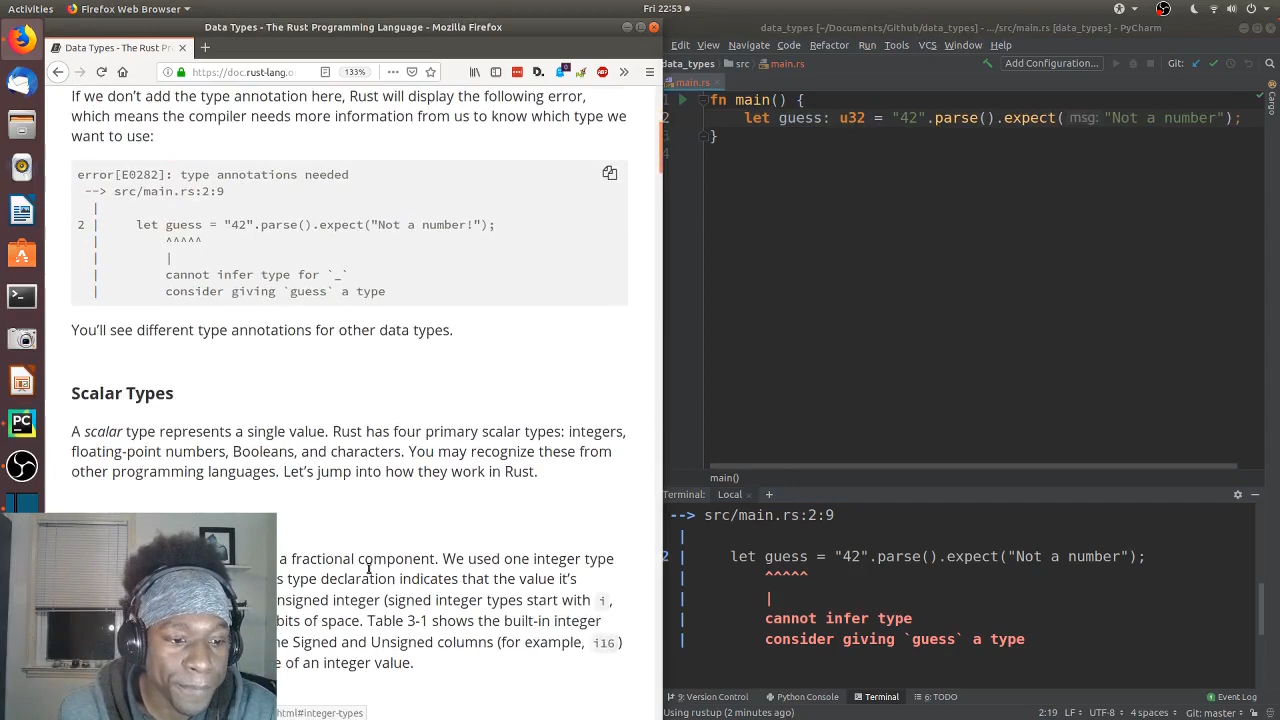 Activities
Firefox Web Browser
Fri 22:53
Data Types - The Rust Programming Language - Mozilla Firefox
data_types [~/Documents/Github/data_types] - .../src/main.rs [data_types] - PyCharm
Data Types - The Rust Pr
https://doc.rust-lang.o
133%
If we don't add the type annotation here, Rust will display the following error,
which means the compiler needs more information from us to know which type we
want to use:
error[E0282]: type annotations needed
--> src/main.rs:2:9
|
2 | let guess = "42".parse().expect("Not a number!");
| ^^^^^
| |
| cannot infer type for `_`
| consider giving `guess` a type
You'll see different type annotations for other data types.
Scalar Types
A scalar type represents a single value. Rust has four primary scalar types: integers,
floating-point numbers, Booleans, and characters. You may recognize these from
other programming languages. Let's jump into how they work in Rust.
a fractional component. We used one integer type
s type declaration indicates that the value it's
nsigned integer (signed integer types start with i,
bits of space. Table 3-1 shows the built-in integer
e Signed and Unsigned columns (for example, i16)
e of an integer value.
html#integer-types
Edit View Navigate Code Refactor Run Tools VCS Window Help
data_types src main.rs
Add Configuration...
Git:
main.rs
Cargo
1 fn main() {
2 let guess: u32 = "42".parse().expect( msg: "Not a number");
3 }
4
main()
Terminal: Local
--> src/main.rs:2:9
|
2 | let guess = "42".parse().expect("Not a number");
| ^^^^^
| |
| cannot infer type
| consider giving `guess` a type
9: Version Control
Python Console
Terminal
6: TODO
Event Log
Using rustup (2 minutes ago)
2:19 LF UTF-8 4 spaces Git: master